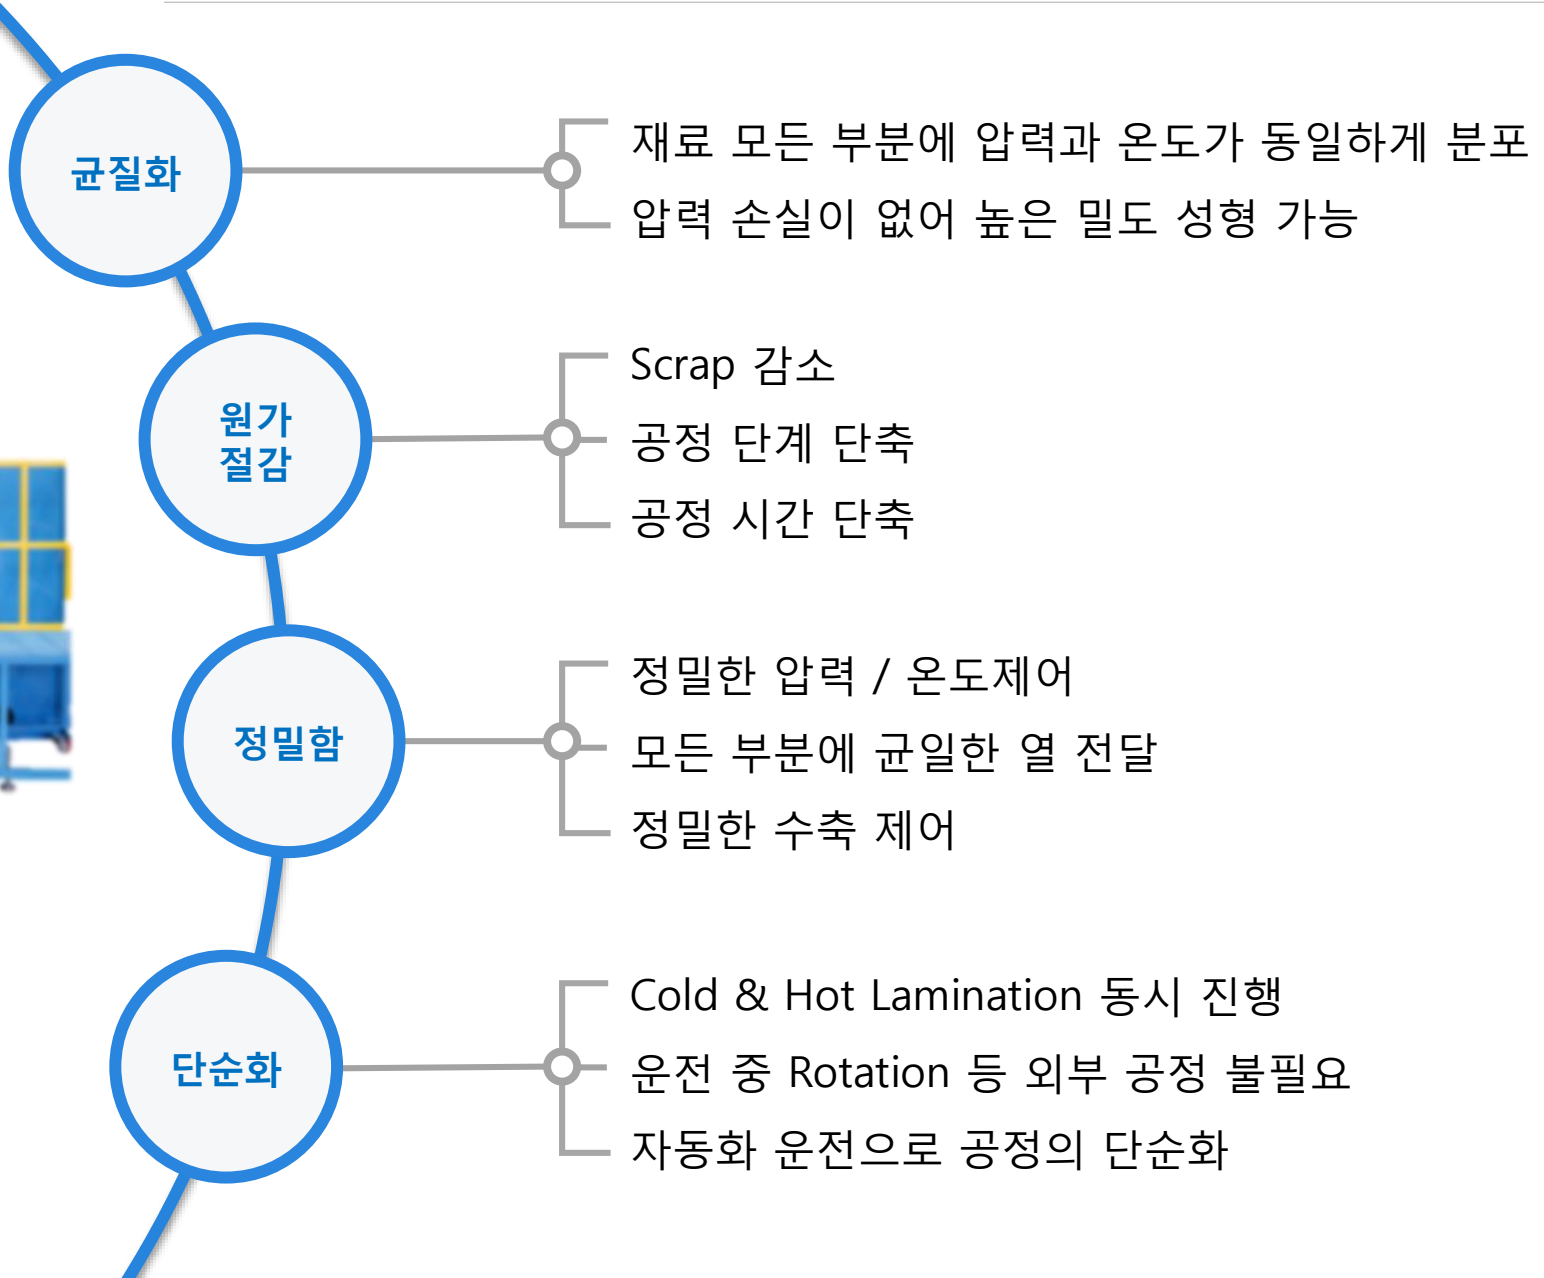 균질화
재료 모든 부분에 압력과 온도가 동일하게 분포
압력 손실이 없어 높은 밀도 성형 가능
원가
절감
Scrap 감소
공정 단계 단축
공정 시간 단축
정밀함
정밀한 압력 / 온도제어
모든 부분에 균일한 열 전달
정밀한 수축 제어
단순화
Cold & Hot Lamination 동시 진행
운전 중 Rotation 등 외부 공정 불필요
자동화 운전으로 공정의 단순화